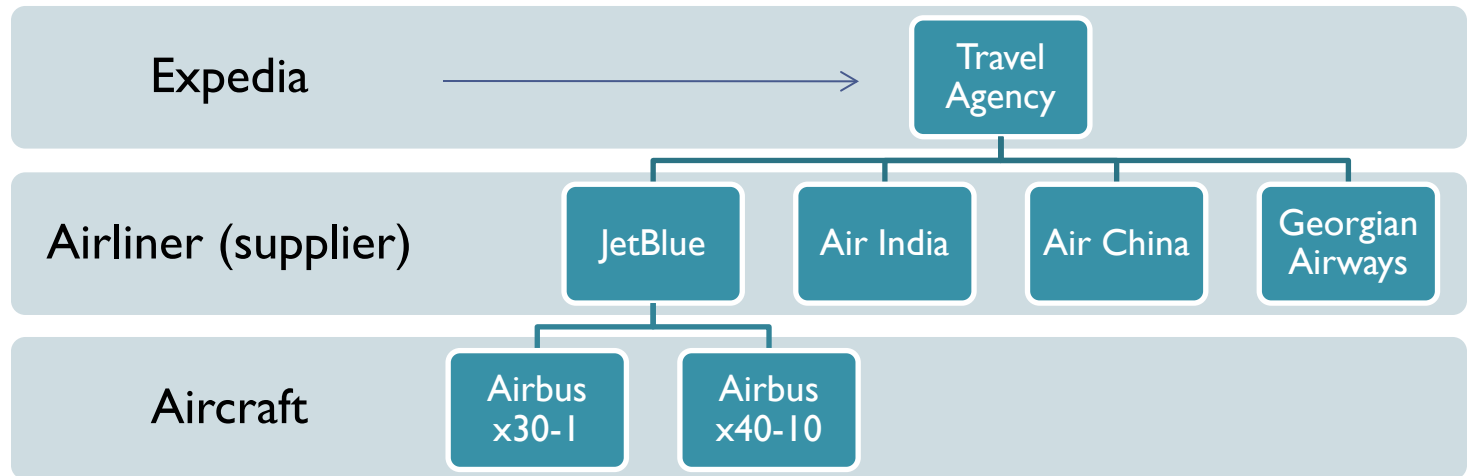 Expedia
Travel
Agency
Airliner (supplier)
JetBlue
Air India
Air China
Georgian
Airways
Aircraft
Airbus
x30-1
Airbus
x40-10